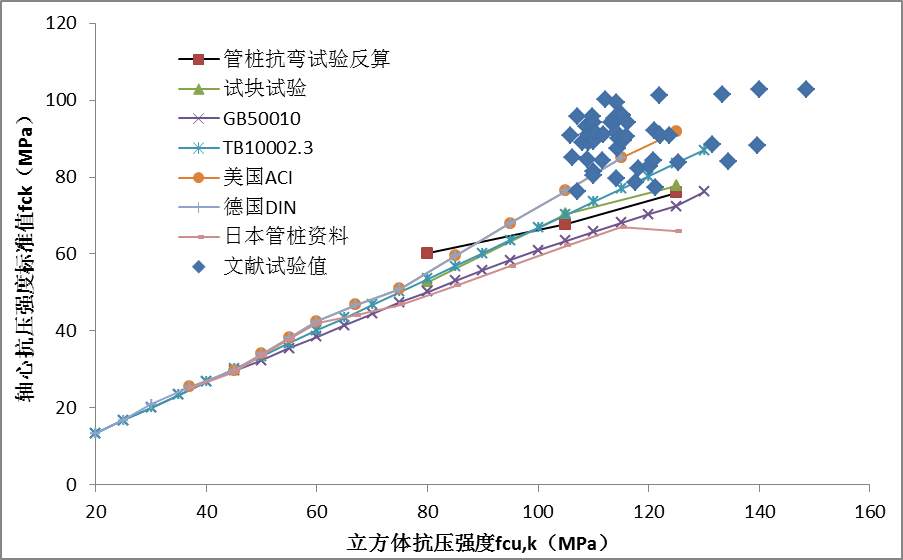 120
100
80
60
40
20
0
轴心抗压强度标准值fck（MPa）
管桩抗弯试验反算
试块试验
GB50010
TB10002.3
美国ACI
德国DIN
日本管桩资料
文献试验值
20
40
60
80
100
120
140
160
立方体抗压强度fcu,k（MPa）